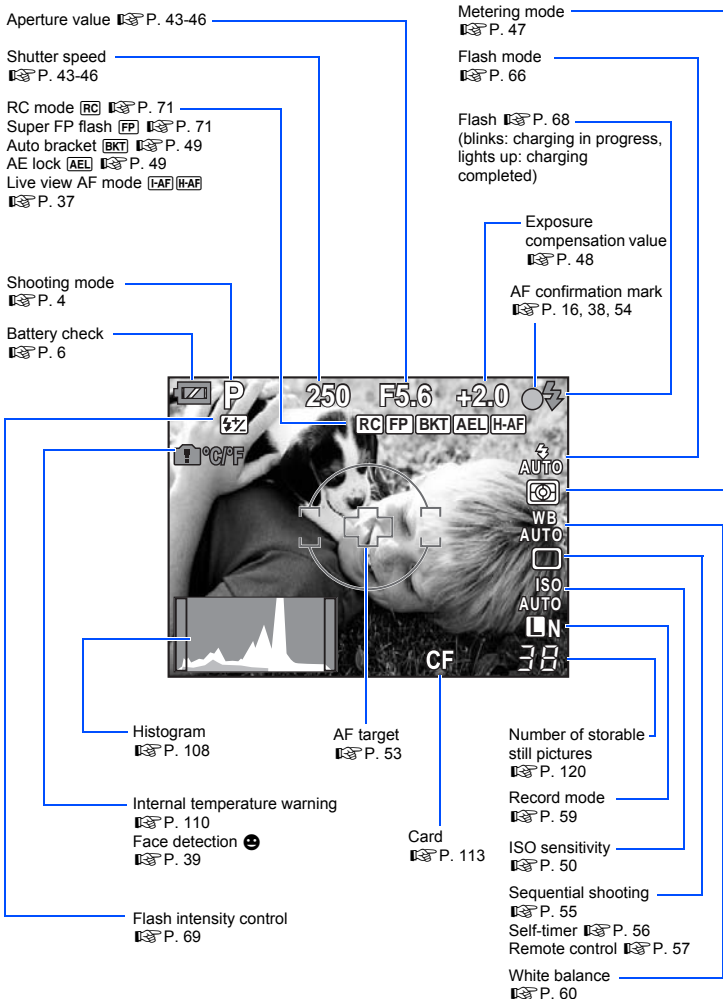 Aperture value ☞P. 43-46
Shutter speed
☞P. 43-46
RC mode RC ☞P. 71
Super FP flash FP ☞P. 71
Auto bracket BKT ☞P. 49
AE lock AEL ☞P. 49
Live view AF mode I-AF H-AF
☞P. 37
Shooting mode
☞P. 4
Battery check
☞P. 6
Metering mode
☞P. 47
Flash mode
☞P. 66
Flash ☞P. 68
(blinks: charging in progress,
lights up: charging
completed)
Exposure
compensation value
☞P. 48
AF confirmation mark
☞P. 16, 38, 54
P 250 F5.6 +2.0
RC FP BKT AEL H-AF
°C/°F
AUTO
WB
AUTO
ISO
AUTO
L N
CF 38
Histogram
☞P. 108
Internal temperature warning
☞P. 110
Face detection
☞P. 39
Flash intensity control
☞P. 69
AF target
☞P. 53
Card
☞P. 113
Number of storable
still pictures
☞P. 120
Record mode
☞P. 59
ISO sensitivity
☞P. 50
Sequential shooting
☞P. 55
Self-timer ☞P. 56
Remote control ☞P. 57
White balance
☞P. 60